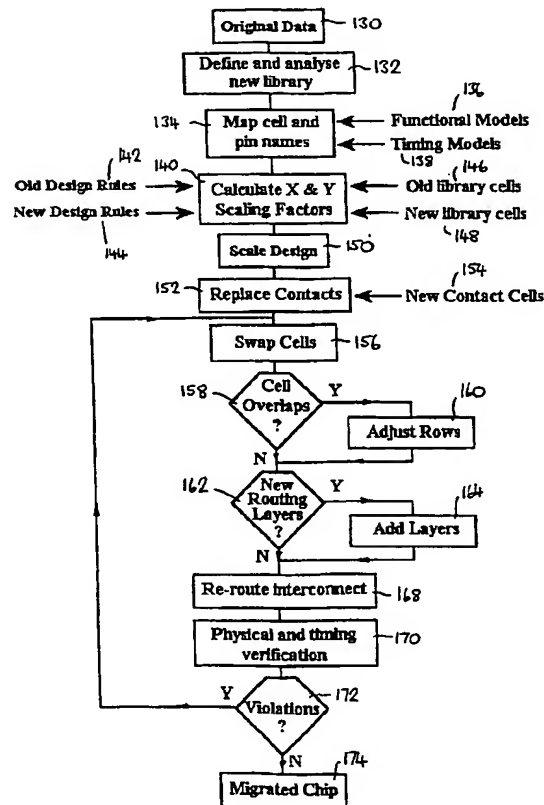 Original Data
130
Define and analyse
new library
132
134
Map cell and
pin names
136
Functional Models
Timing Models
138
142
Old Design Rules
New Design Rules
144
140
Calculate X & Y
Scaling Factors
146
Old library cells
New library cells
148
Scale Design
150
152
Replace Contacts
154
New Contact Cells
Swap Cells
156
158
Cell
Overlaps
?
Y
N
160
Adjust Rows
162
New
Routing
Layers
?
Y
N
164
Add Layers
Re-route interconnect
168
Physical and timing
verification
170
Y
172
Violations
?
N
174
Migrated Chip